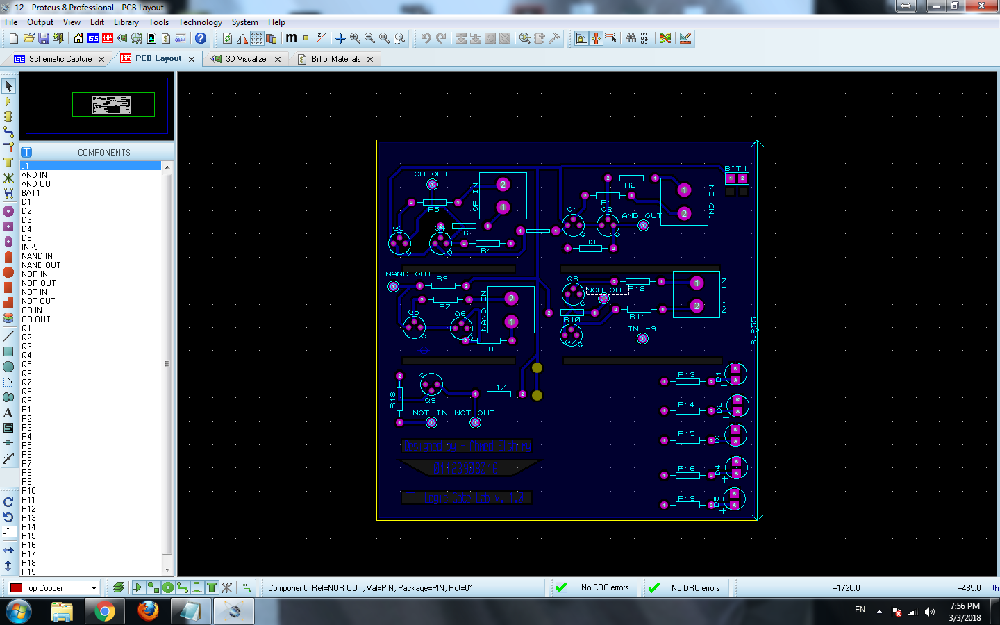 12 - Proteus 8 Professional - PCB Layout
File Output View Edit Library Tools Technology System Help
Schematic Capture PCB Layout 3D Visualizer Bill of Materials
COMPONENTS
J1
AND IN
AND OUT
BAT1
D1
D2
D3
D4
D5
IN -9
NAND IN
NAND OUT
NOR IN
NOR OUT
NOT IN
NOT OUT
OR IN
OR OUT
Q1
Q2
Q3
Q4
Q5
Q6
Q7
Q8
Q9
R1
R2
R3
R4
R5
R6
R7
R8
R9
R10
R11
R12
R13
R14
R15
R16
R17
R18
R19
0°
OR OUT
OR IN
R5
Q3
Q4
R6
R4
BAT1
R2
R1
Q1
Q2
AND OUT
AND IN
R3
NAND OUT
R9
R7
Q5
Q6
NAND IN
R8
Q8
NOR OUT
R12
NOR IN
R10
R11
Q7
IN -9
8.255
R18
Q9
R17
NOT IN NOT OUT
R13
D1
R14
D2
R15
D3
R16
D4
R19
D5
Top Copper
Component: Ref=NOR OUT, Val=PIN, Package=PIN, Rot=0°
No CRC errors
No DRC errors
+1720.0
+485.0
th
EN
7:56 PM
3/3/2018